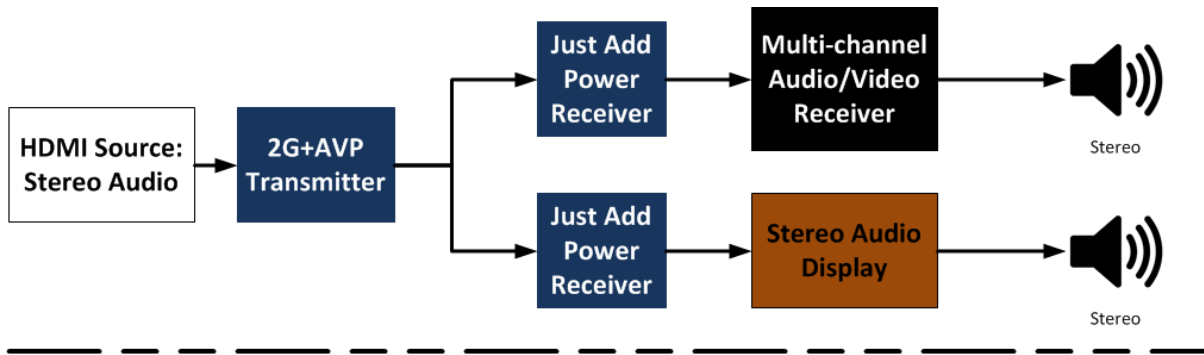 HDMI Source:
Stereo Audio
2G+AVP
Transmitter
Just Add
Power
Receiver
Multi-channel
Audio/Video
Receiver
Stereo
Just Add
Power
Receiver
Stereo Audio
Display
Stereo